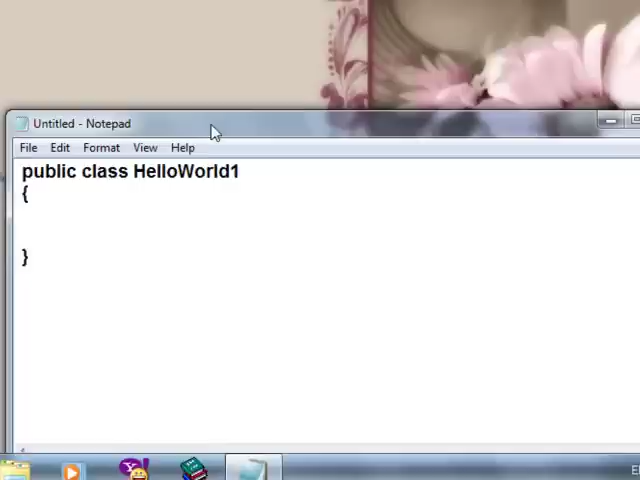 Untitled - Notepad
File Edit Format View Help
public class HelloWorld1
{
}